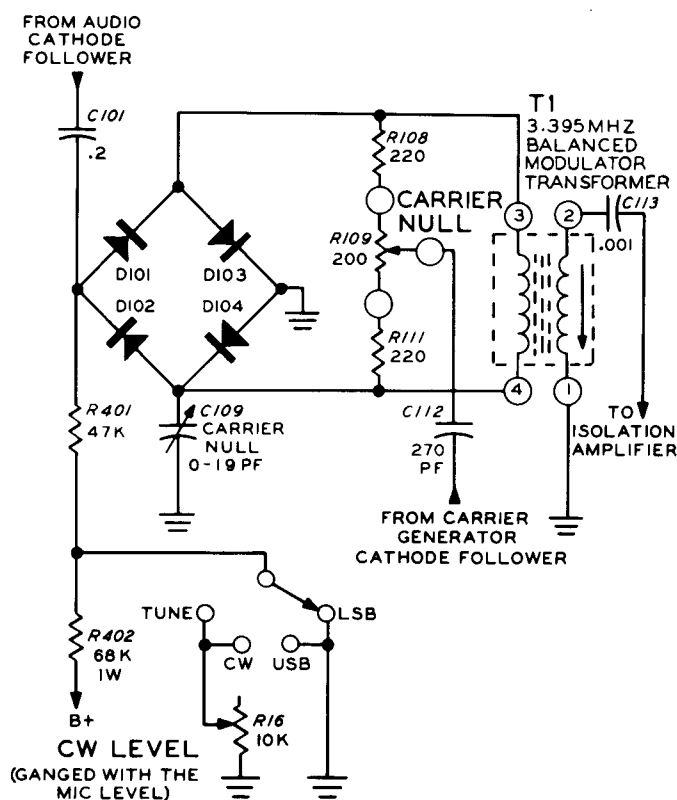 FROM AUDIO
CATHODE
FOLLOWER
C101
.2
T1
3.395MHZ
BALANCED
MODULATOR
TRANSFORMER
R108
220
CARRIER
NULL
R109
200
3
2
C113
.001
D101
D103
D102
D104
R111
220
4
1
R401
47K
C109
CARRIER
NULL
0-19PF
C112
270
PF
TO
ISOLATION
AMPLIFIER
FROM CARRIER
GENERATOR
CATHODE FOLLOWER
TUNE
LSB
CW
USB
R402
68K
1W
B+
R16
10K
CW LEVEL
(GANGED WITH THE
MIC LEVEL)